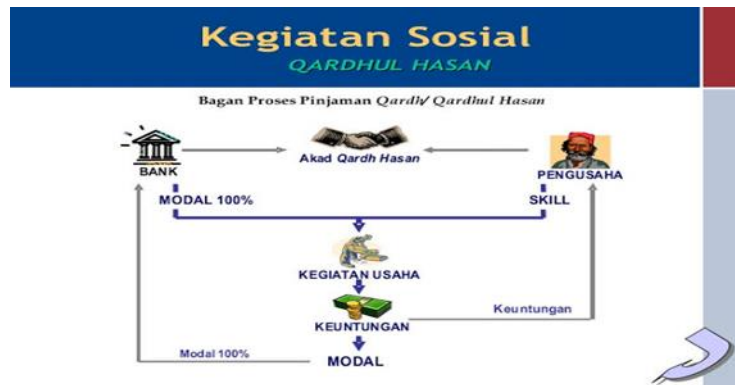 Kegiatan Sosial
QARDHUL HASAN
Bagan Proses Pinjaman Qardh/ Qardhul Hasan
BANK
Akad Qardh Hasan
PENGUSAHA
MODAL 100%
SKILL
KEGIATAN USAHA
Keuntungan
KEUNTUNGAN
Modal 100%
MODAL